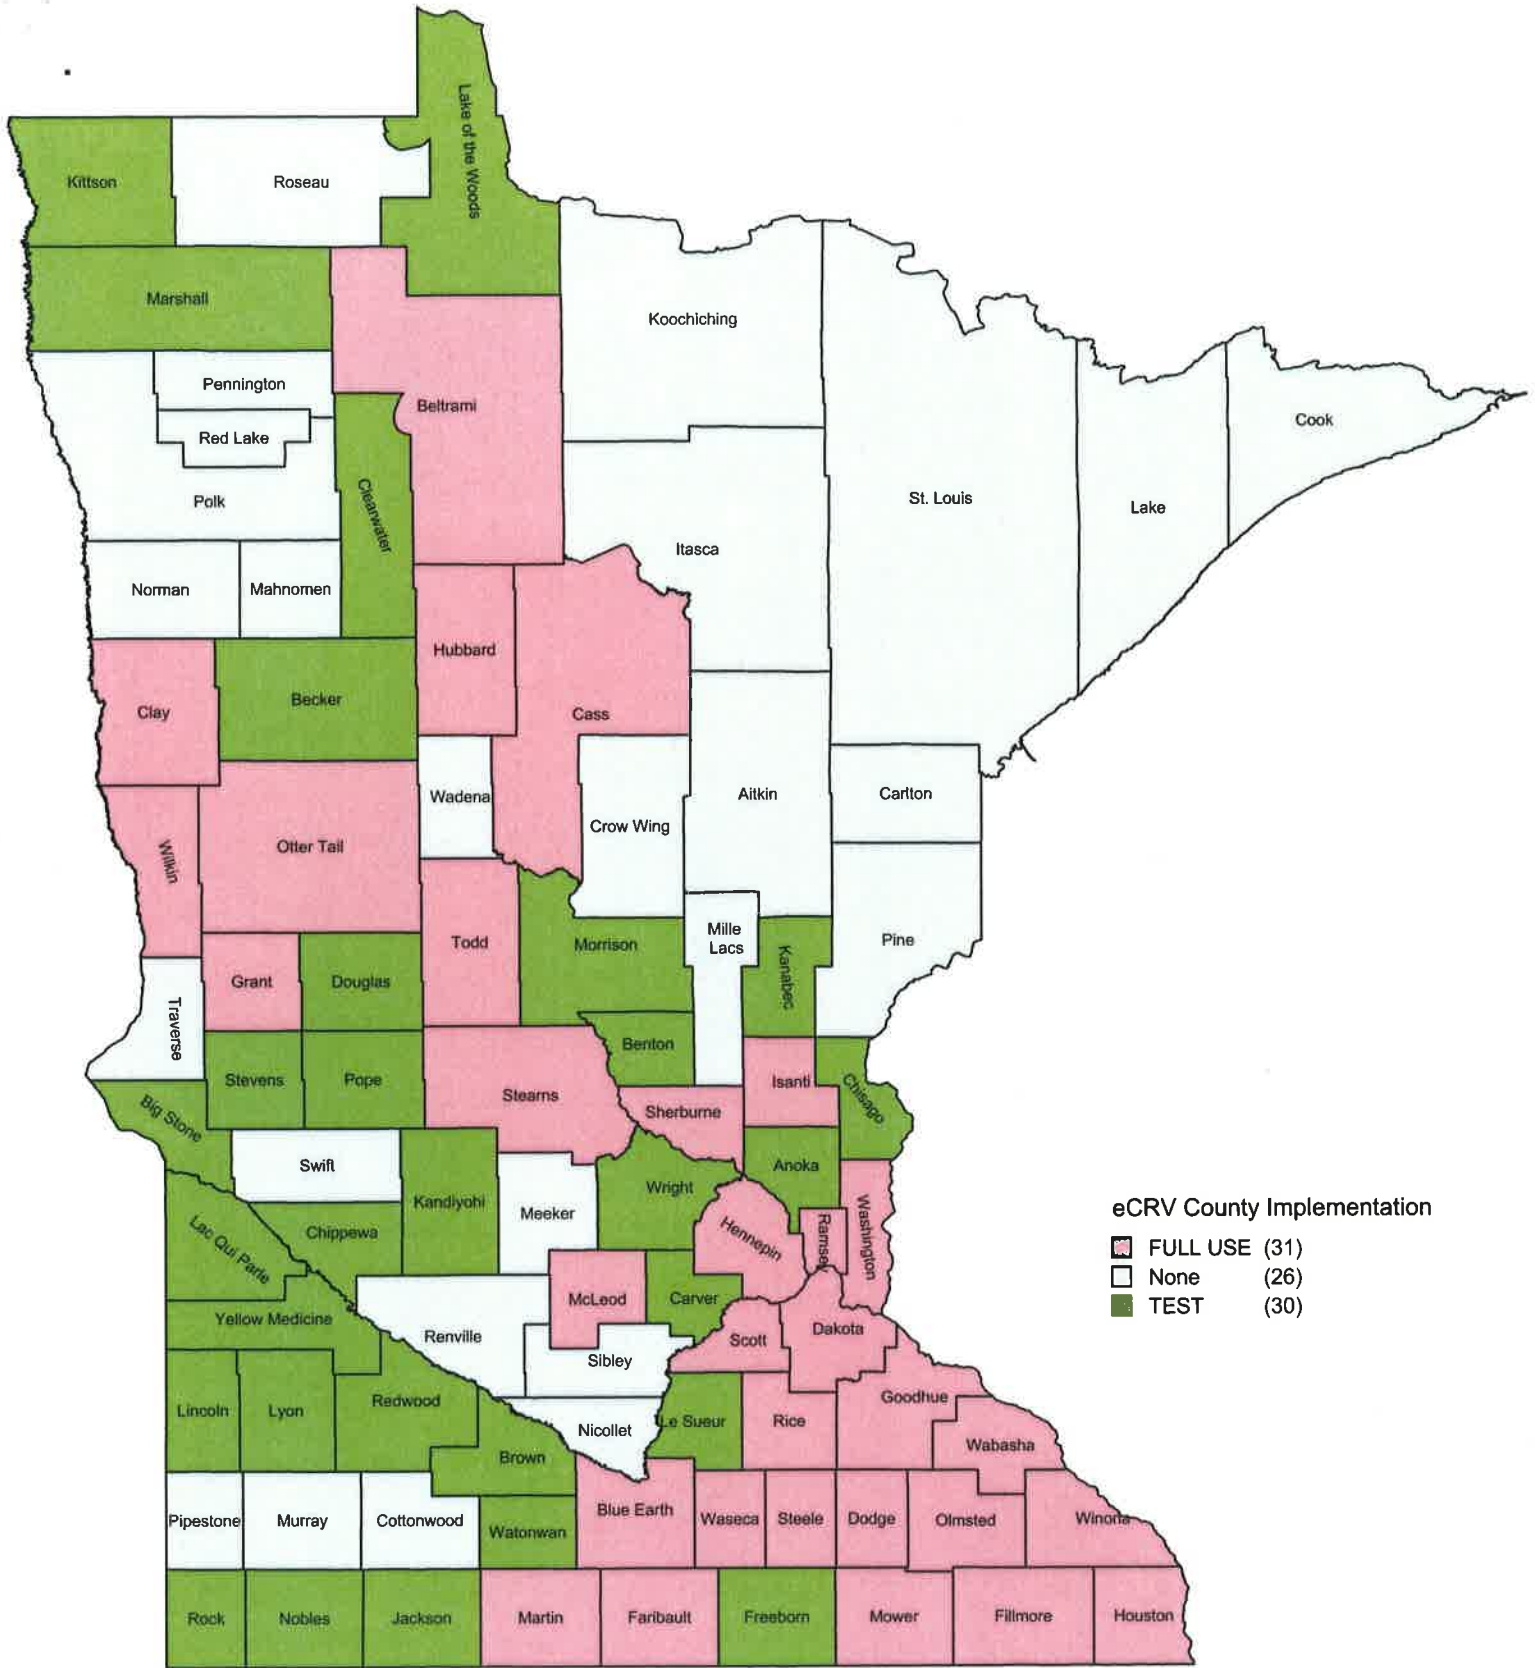 Lake of the Woods
Kittson
Roseau
Marshall
Koochiching
Pennington
Beltrami
Red Lake
Cook
Clearwater
Polk
St. Louis
Lake
Itasca
Norman
Mahnomen
Hubbard
Becker
Clay
Cass
Wadena
Aitkin
Carlton
Crow Wing
Otter Tail
Wilkin
Mille
Lacs
Todd
Morrison
Kanabec
Pine
Grant
Douglas
Traverse
Benton
Stevens
Pope
Isanti
Stearns
Chisago
Big Stone
Sherburne
Swift
Anoka
Wright
Kandiyohi
Meeker
Washington
Chippewa
Lac Qui Parle
Hennepin
Ramsey
eCRV County Implementation
FULL USE (31)
None (26)
TEST (30)
McLeod
Carver
Yellow Medicine
Renville
Scott
Dakota
Sibley
Goodhue
Redwood
Lincoln
Lyon
Le Sueur
Rice
Nicollet
Wabasha
Brown
Blue Earth
Pipestone
Murray
Cottonwood
Watonwan
Waseca
Steele
Dodge
Olmsted
Winona
Rock
Nobles
Jackson
Martin
Faribault
Freeborn
Mower
Fillmore
Houston